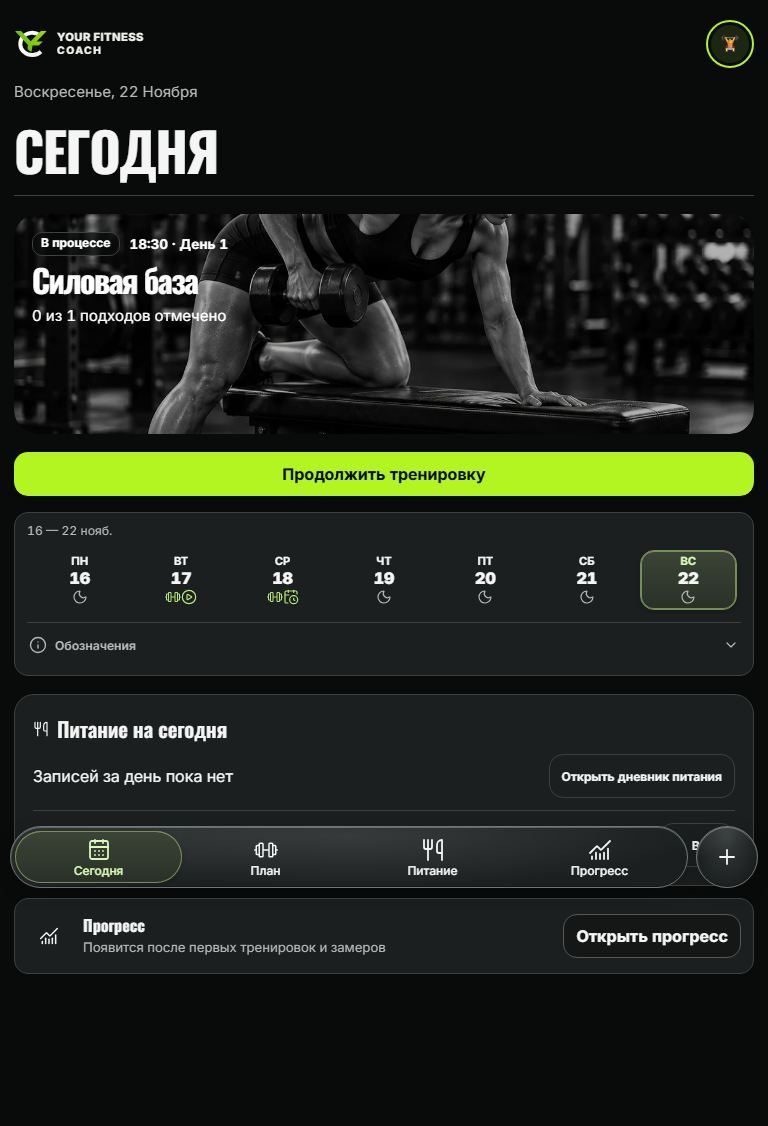 YOUR FITNESS
COACH
Воскресенье, 22 Ноября
СЕГОДНЯ
В процессе 18:30 · День 1
Силовая база
0 из 1 подходов отмечено
Продолжить тренировку
16 — 22 нояб.
ПН ВТ СР ЧТ ПТ СБ ВС
16 17 18 19 20 21 22
Обозначения
Питание на сегодня
Записей за день пока нет
Открыть дневник питания
Сегодня План Питание Прогресс
Прогресс
Появится после первых тренировок и замеров
Открыть прогресс